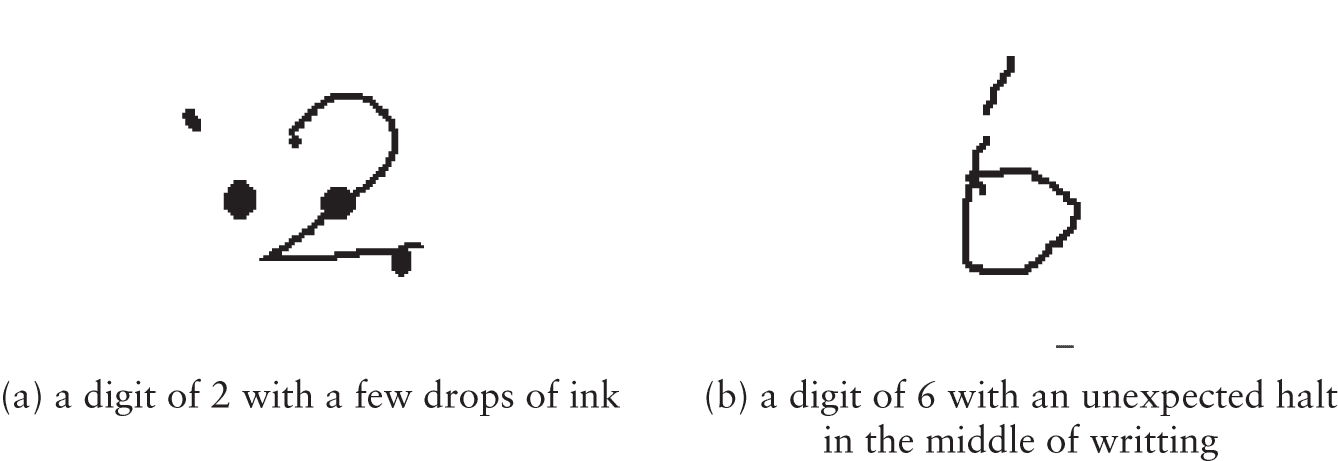 2
6
(a) a digit of 2 with a few drops of ink
(b) a digit of 6 with an unexpected halt
in the middle of writting